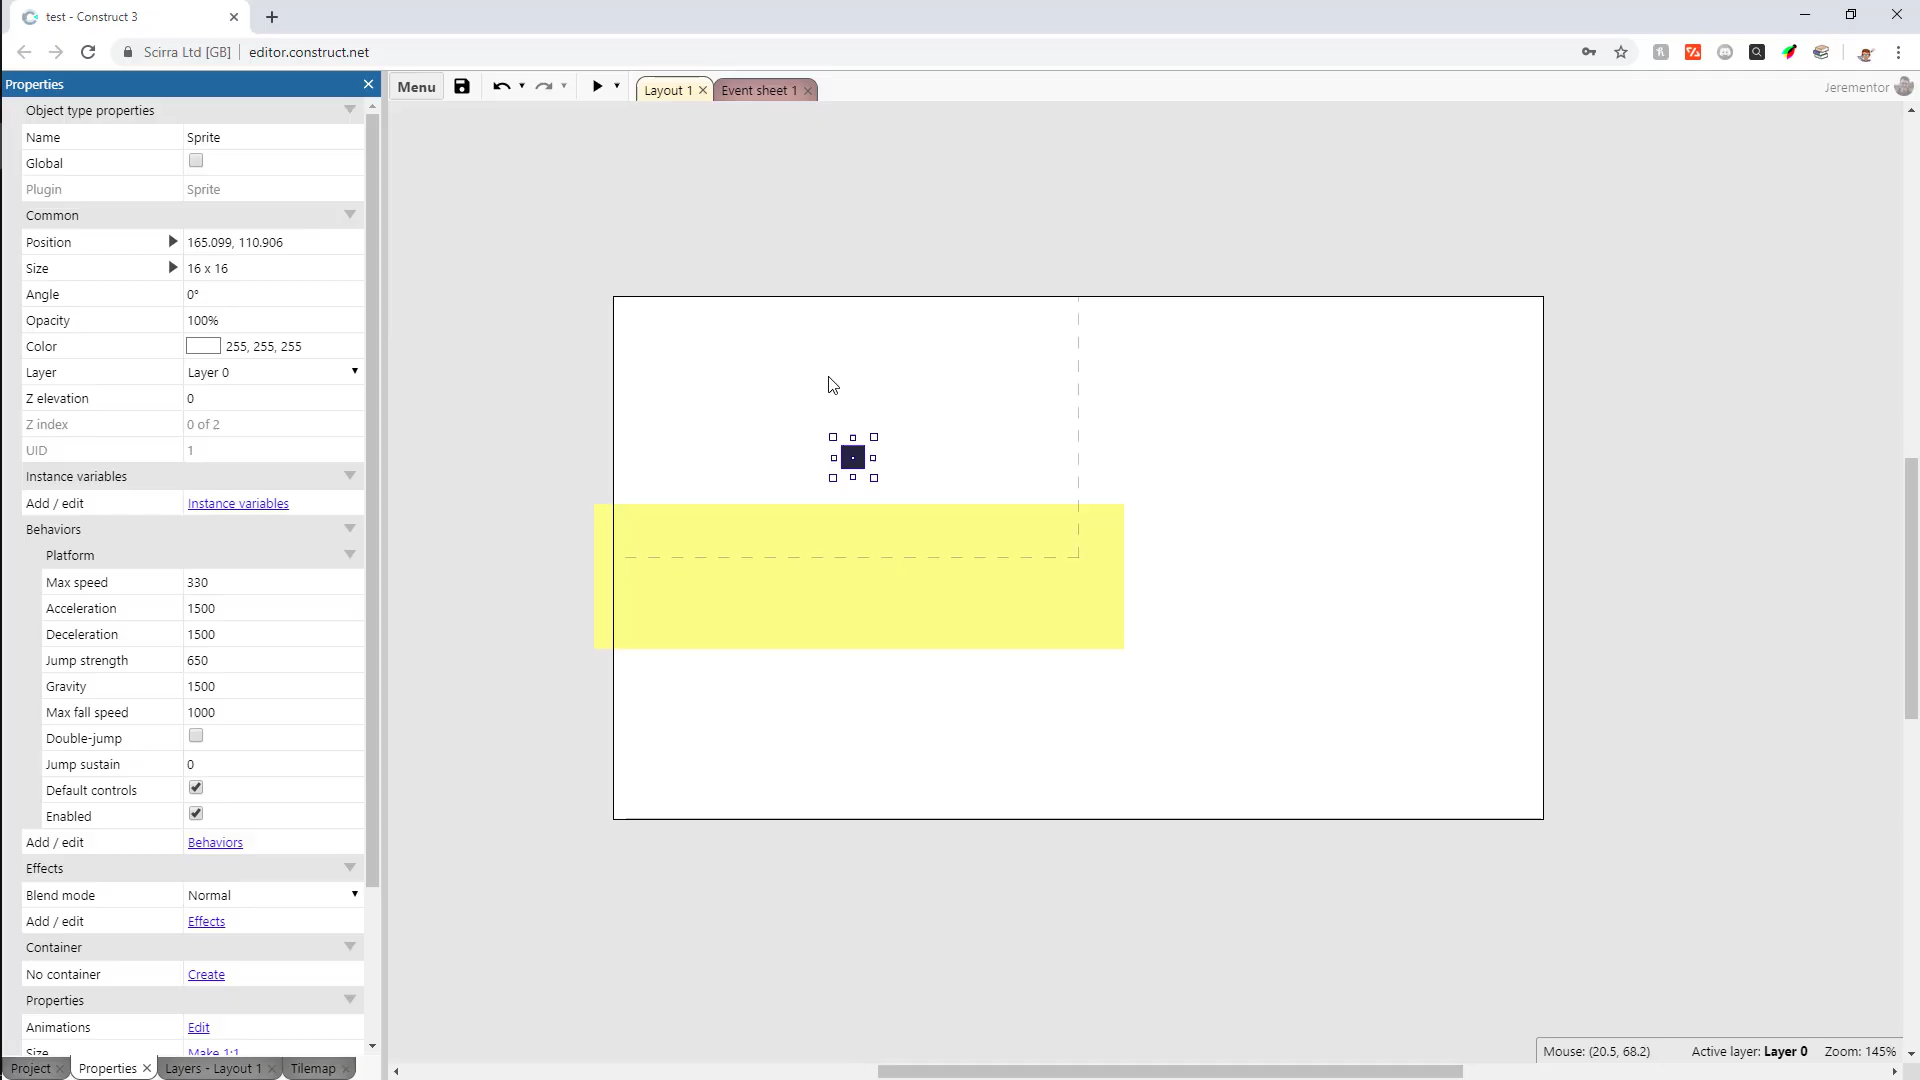 test - Construct 3
Scirra Ltd [GB] editor.construct.net
Properties
Menu
Layout 1
Event sheet 1
Jerementor
Object type properties
Name Sprite
Global
Plugin Sprite
Common
Position 165.099, 110.906
Size 16 x 16
Angle 0°
Opacity 100%
Color 255, 255, 255
Layer Layer 0
Z elevation 0
Z index 0 of 2
UID 1
Instance variables
Add / edit Instance variables
Behaviors
Platform
Max speed 330
Acceleration 1500
Deceleration 1500
Jump strength 650
Gravity 1500
Max fall speed 1000
Double-jump
Jump sustain 0
Default controls
Enabled
Add / edit Behaviors
Effects
Blend mode Normal
Add / edit Effects
Container
No container Create
Properties
Animations Edit
Size Make 1:1
Project Properties Layers - Layout 1 Tilemap
Mouse: (20.5, 68.2) Active layer: Layer 0 Zoom: 145%